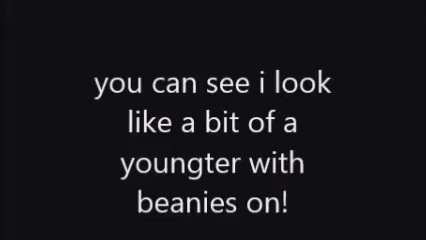 you can see i look
like a bit of a
youngter with
beanies on!